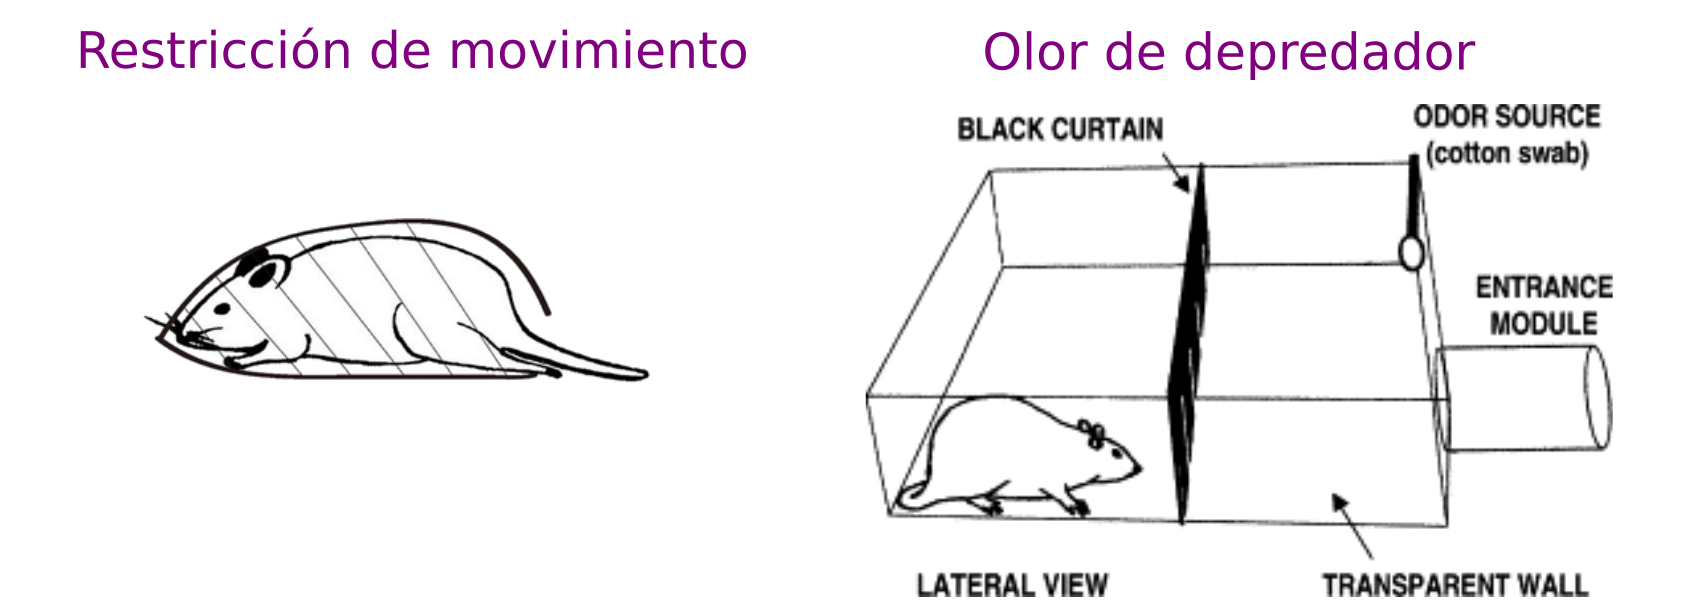 Restricción de movimiento
Olor de depredador
BLACK CURTAIN
ODOR SOURCE
(cotton swab)
ENTRANCE
MODULE
LATERAL VIEW
TRANSPARENT WALL